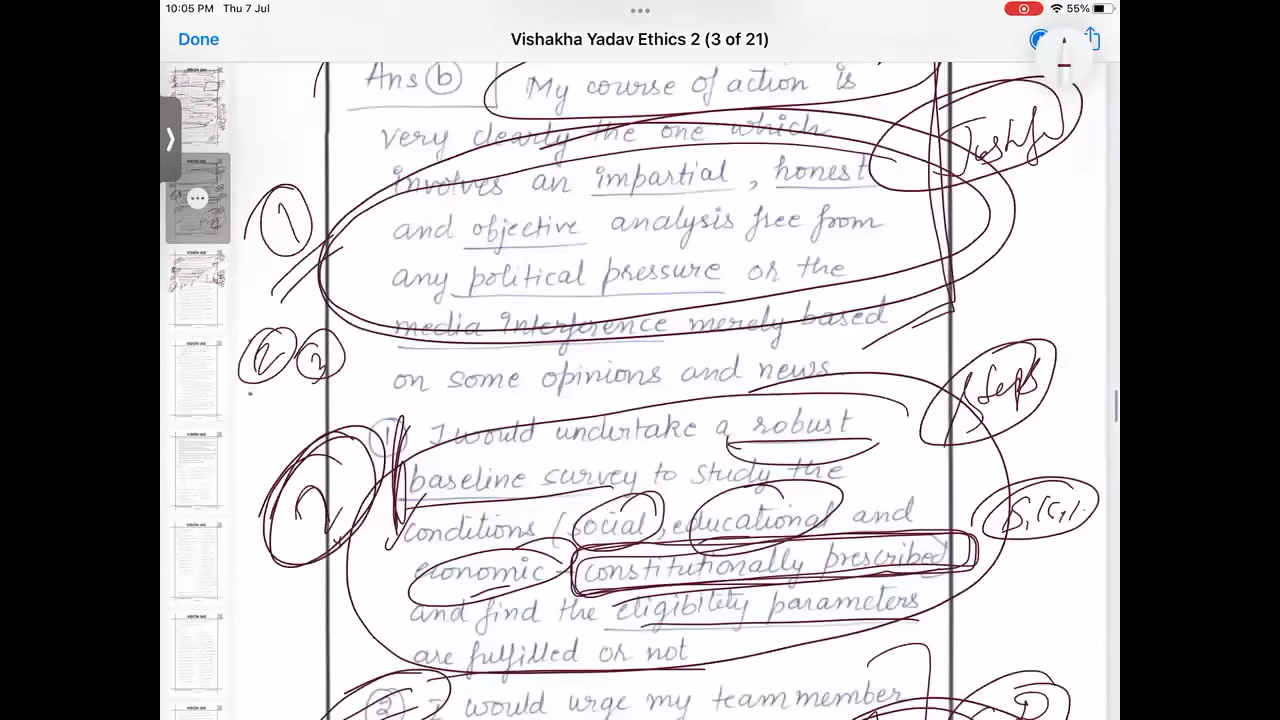 10:05 PM Thu 7 Jul
55%
Done
Vishakha Yadav Ethics 2 (3 of 21)
Ans (b) My course of action is
very clearly the one which
involves an impartial, honest
and objective analysis free from
any political pressure or the
media interference merely based
on some opinions and news
① I would undertake a robust
baseline survey to study the
conditions (social, educational and
economic - constitutionally prescribed)
and find the eligibility parameters
are fulfilled or not
② I would urge my team member
1
2 3
Steps